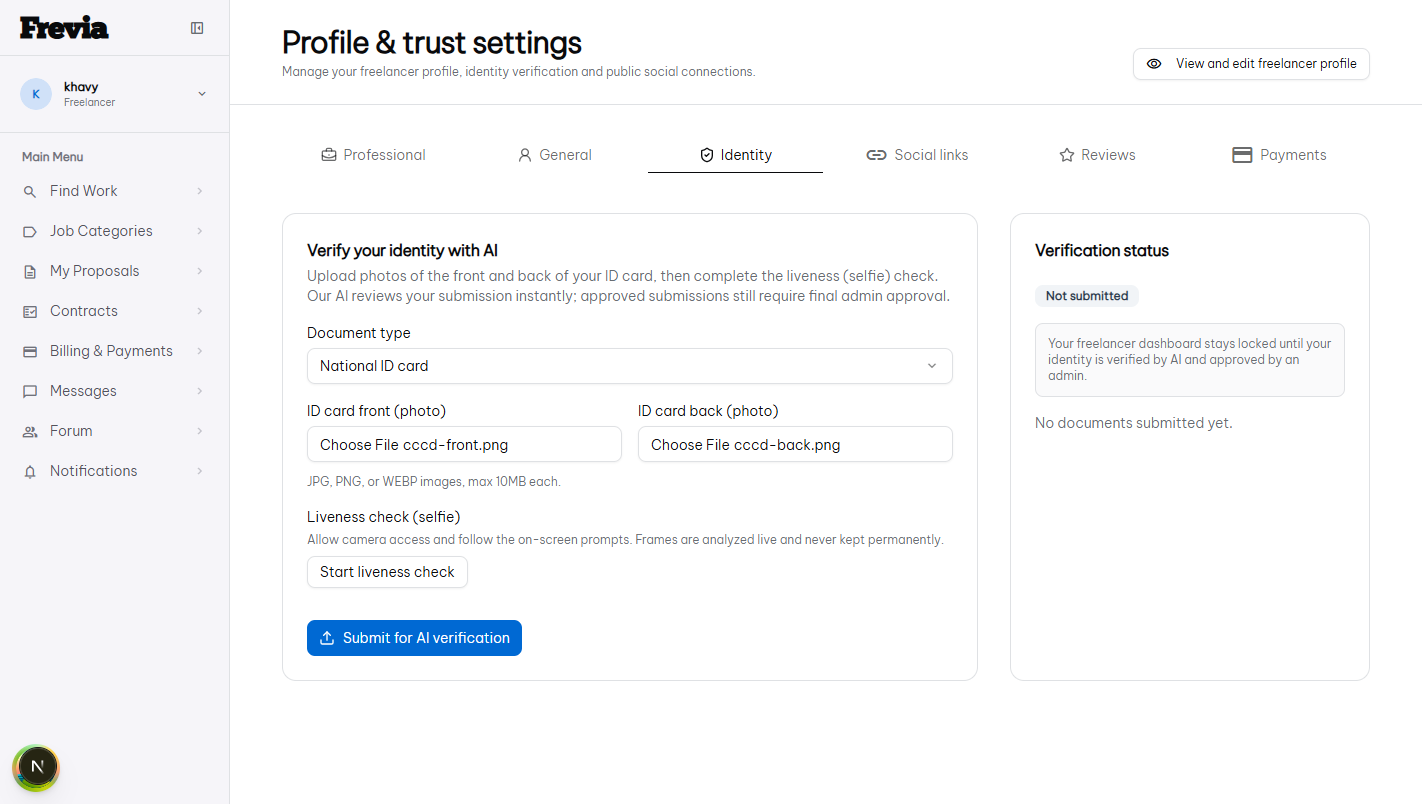 Frevia
K
khavy
Freelancer
Main Menu
Find Work
Job Categories
My Proposals
Contracts
Billing & Payments
Messages
Forum
Notifications
N
Profile & trust settings
Manage your freelancer profile, identity verification and public social connections.
View and edit freelancer profile
Professional
General
Identity
Social links
Reviews
Payments
Verify your identity with AI
Upload photos of the front and back of your ID card, then complete the liveness (selfie) check.
Our AI reviews your submission instantly; approved submissions still require final admin approval.
Document type
National ID card
ID card front (photo)
ID card back (photo)
Choose File cccd-front.png
Choose File cccd-back.png
JPG, PNG, or WEBP images, max 10MB each.
Liveness check (selfie)
Allow camera access and follow the on-screen prompts. Frames are analyzed live and never kept permanently.
Start liveness check
Submit for AI verification
Verification status
Not submitted
Your freelancer dashboard stays locked until your
identity is verified by AI and approved by an
admin.
No documents submitted yet.